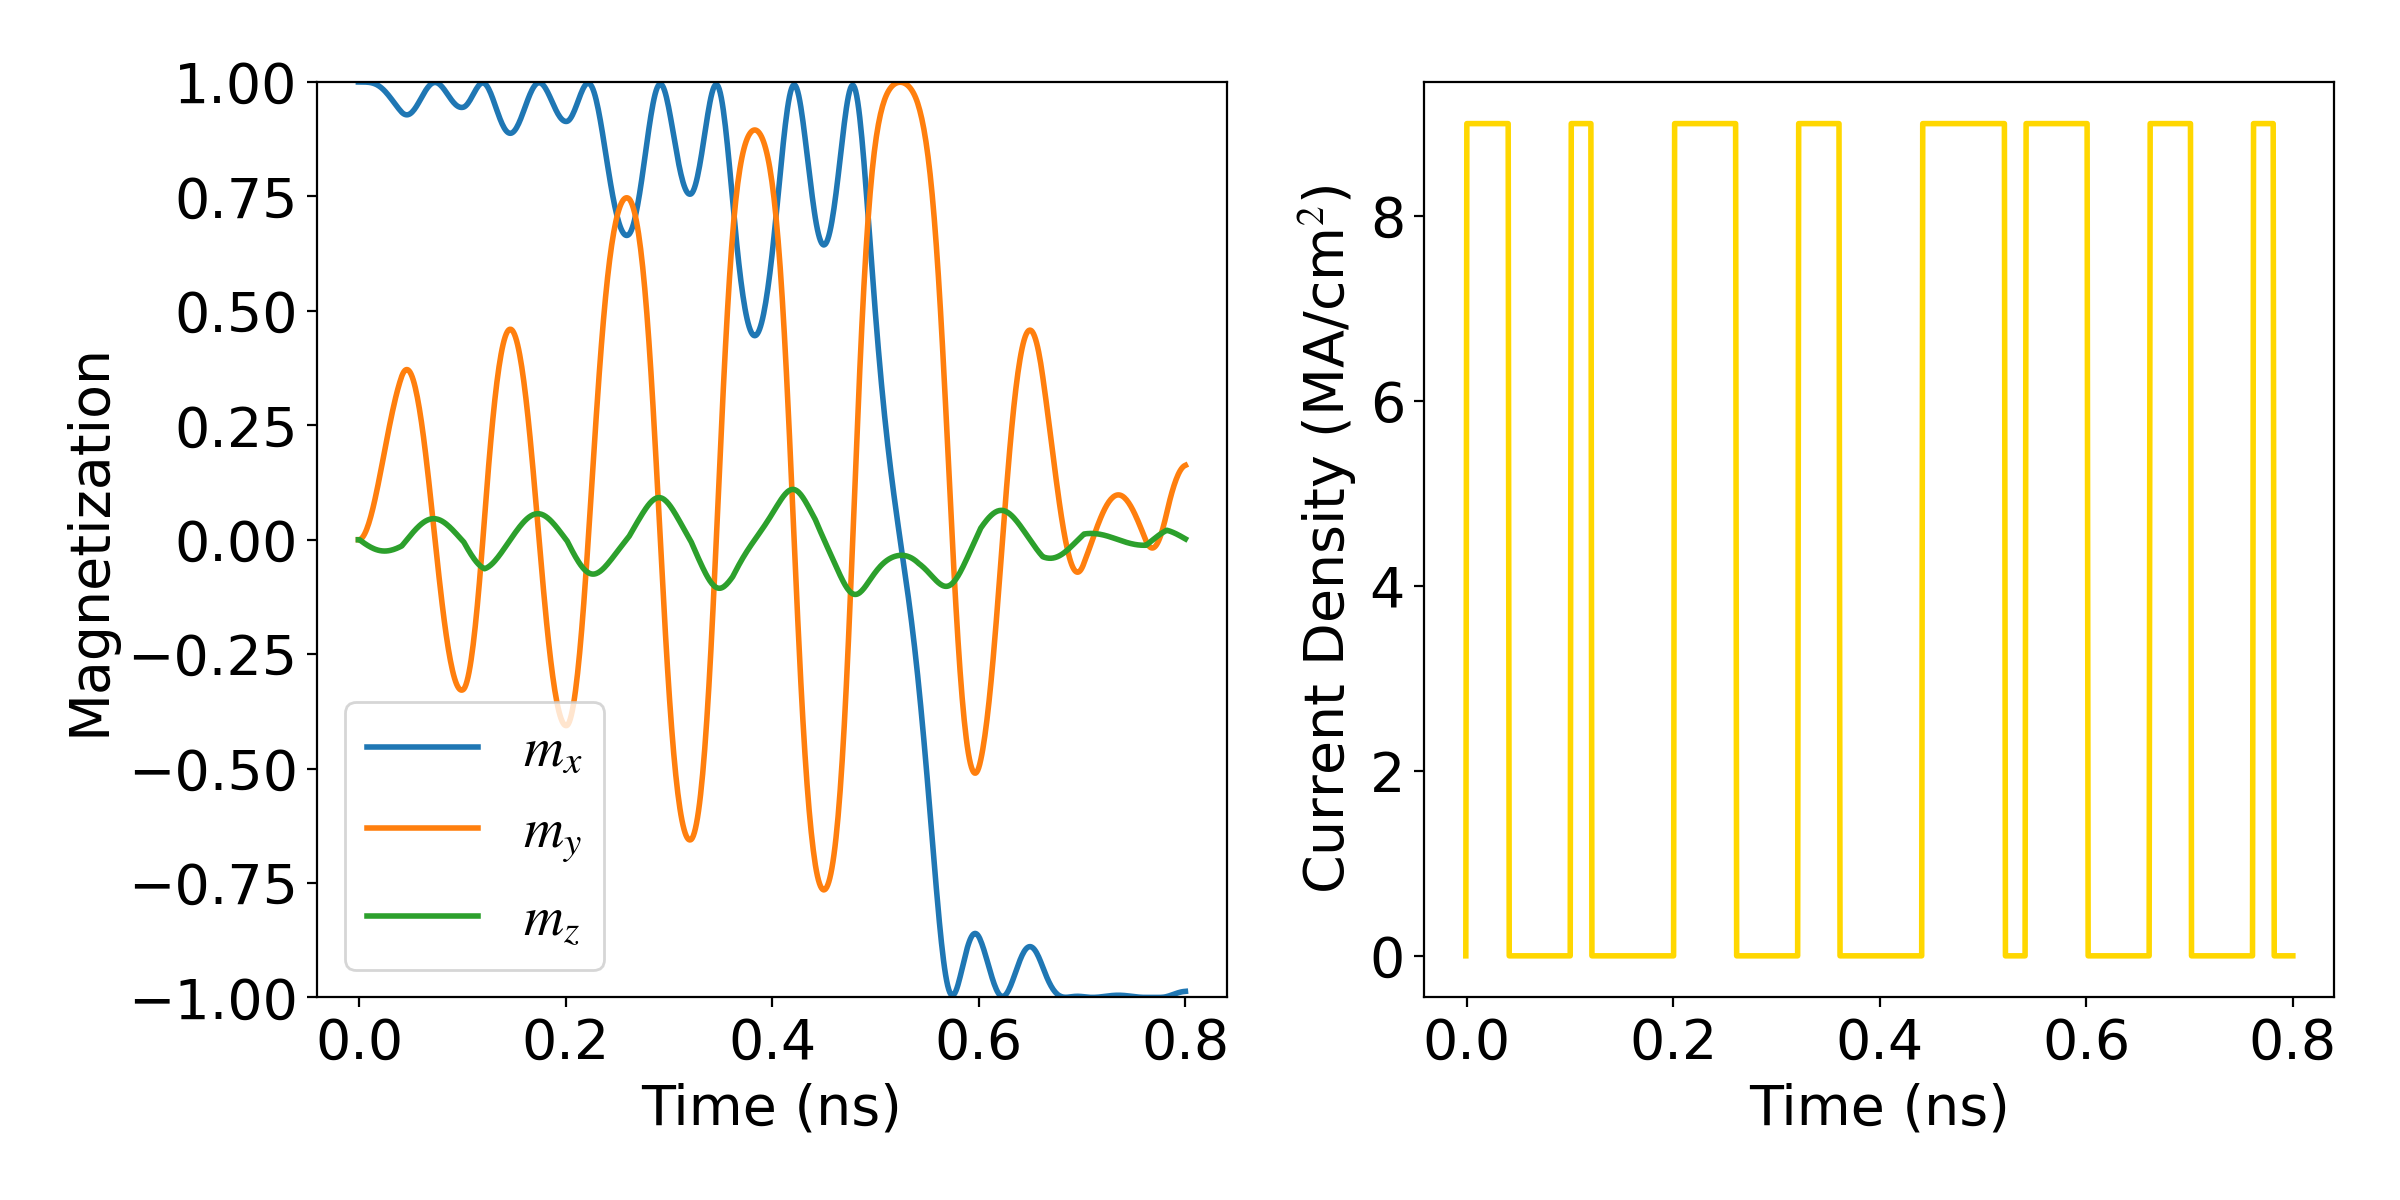 1.00
0.75
0.50
0.25
0.00
−0.25
−0.50
−0.75
−1.00
Magnetization
m_x
m_y
m_z
0.0 0.2 0.4 0.6 0.8
Time (ns)
8
6
4
2
0
Current Density (MA/cm²)
0.0 0.2 0.4 0.6 0.8
Time (ns)